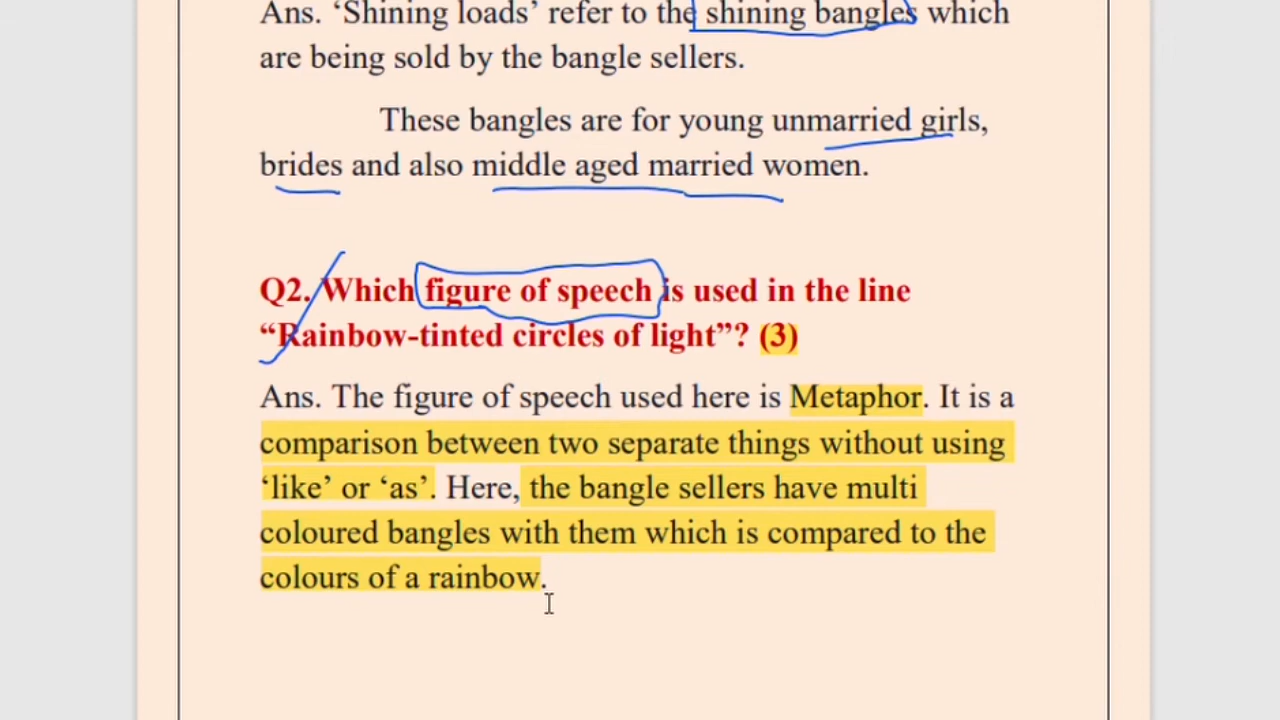 Ans. ‘Shining loads’ refer to the shining bangles which
are being sold by the bangle sellers.
These bangles are for young unmarried girls,
brides and also middle aged married women.
Q2. Which figure of speech is used in the line
“Rainbow-tinted circles of light”? (3)
Ans. The figure of speech used here is Metaphor. It is a
comparison between two separate things without using
‘like’ or ‘as’. Here, the bangle sellers have multi
coloured bangles with them which is compared to the
colours of a rainbow.